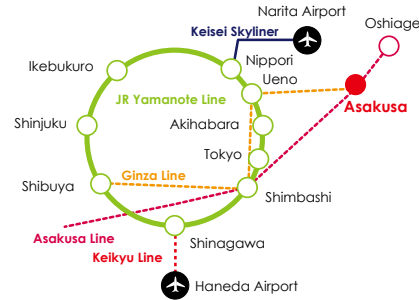 Narita Airport
Oshiage
Keisei Skyliner
Nippori
Ikebukuro
Ueno
JR Yamanote Line
Asakusa
Shinjuku
Akihabara
Tokyo
Ginza Line
Shibuya
Shimbashi
Asakusa Line
Shinagawa
Keikyu Line
Haneda Airport